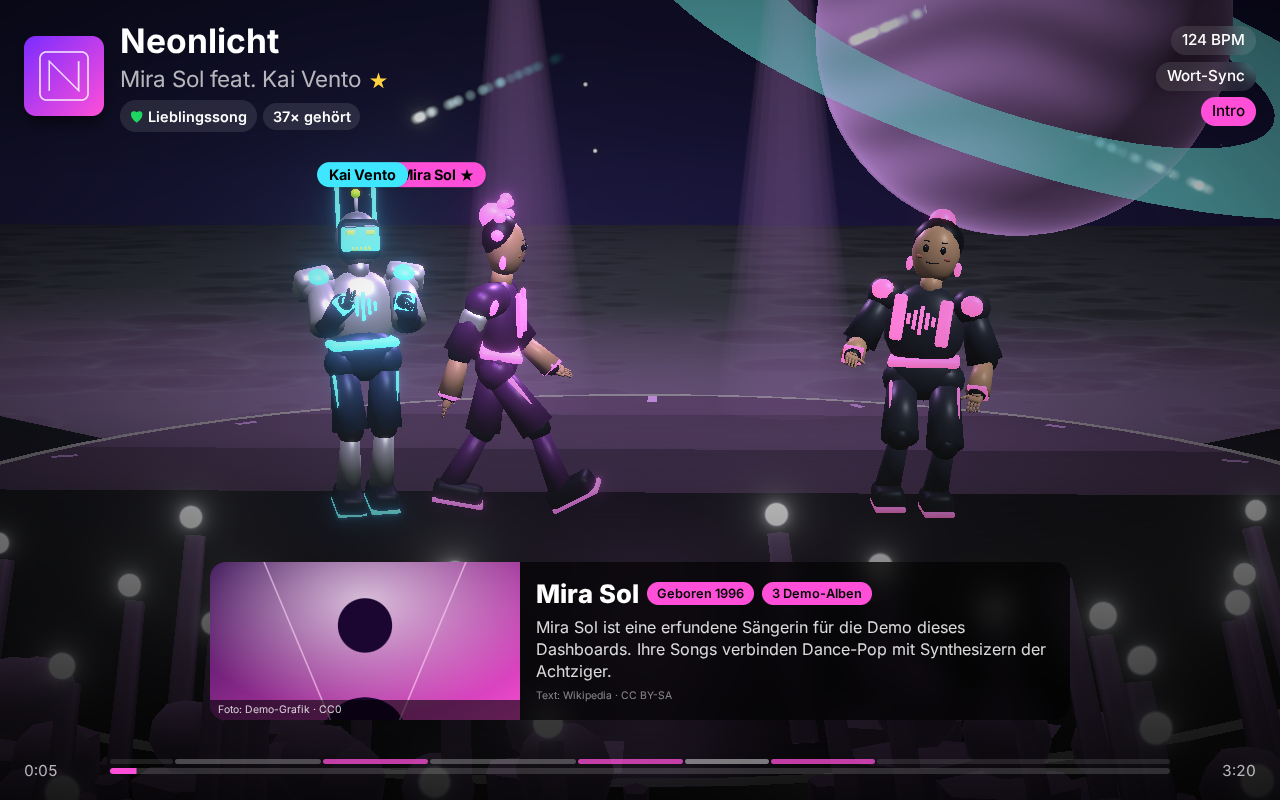 N
Neonlicht
Mira Sol feat. Kai Vento ★
Lieblingssong
37× gehört
124 BPM
Wort-Sync
Intro
Kai Vento
Mira Sol ★
Mira Sol
Geboren 1996
3 Demo-Alben
Mira Sol ist eine erfundene Sängerin für die Demo dieses
Dashboards. Ihre Songs verbinden Dance-Pop mit Synthesizern der
Achtziger.
Text: Wikipedia · CC BY-SA
Foto: Demo-Grafik · CC0
0:05
3:20